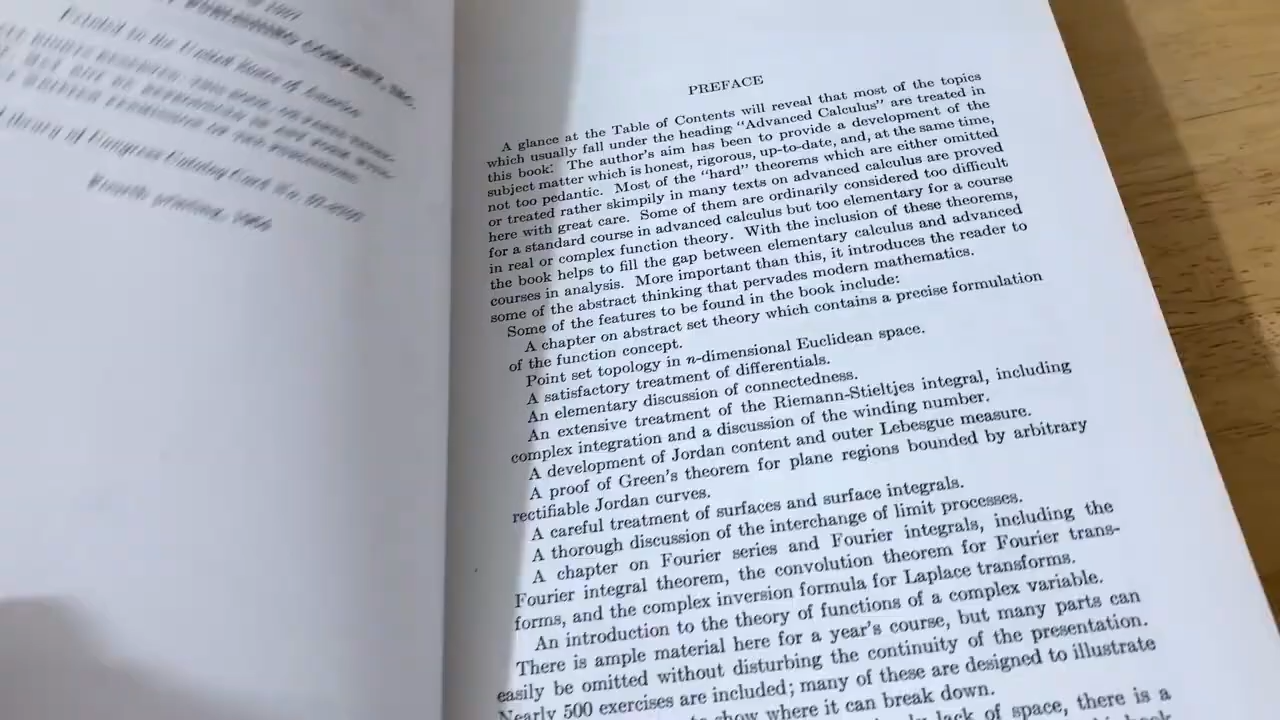 Printed in the United States of America
Library of Congress Catalog Card No.
Fourth printing,
PREFACE
A glance at the Table of Contents will reveal that most of the topics
which usually fall under the heading "Advanced Calculus" are treated in
this book. The author's aim has been to provide a development of the
subject matter which is honest, rigorous, up-to-date, and, at the same time,
not too pedantic. Most of the "hard" theorems which are either omitted
or treated rather skimpily in many texts on advanced calculus are proved
here with great care. Some of them are ordinarily considered too difficult
for a standard course in advanced calculus but too elementary for a course
in real or complex function theory. With the inclusion of these theorems,
the book helps to fill the gap between elementary calculus and advanced
courses in analysis. More important than this, it introduces the reader to
some of the abstract thinking that pervades modern mathematics.
Some of the features to be found in the book include:
A chapter on abstract set theory which contains a precise formulation
of the function concept.
Point set topology in n-dimensional Euclidean space.
A satisfactory treatment of differentials.
An elementary discussion of connectedness.
An extensive treatment of the Riemann-Stieltjes integral, including
complex integration and a discussion of the winding number.
A development of Jordan content and outer Lebesgue measure.
A proof of Green's theorem for plane regions bounded by arbitrary
rectifiable Jordan curves.
A careful treatment of surfaces and surface integrals.
A thorough discussion of the interchange of limit processes.
A chapter on Fourier series and Fourier integrals, including the
Fourier integral theorem, the convolution theorem for Fourier trans-
forms, and the complex inversion formula for Laplace transforms.
An introduction to the theory of functions of a complex variable.
There is ample material here for a year's course, but many parts can
easily be omitted without disturbing the continuity of the presentation.
Nearly 500 exercises are included; many of these are designed to illustrate
show where it can break down.
lack of space, there is a
book